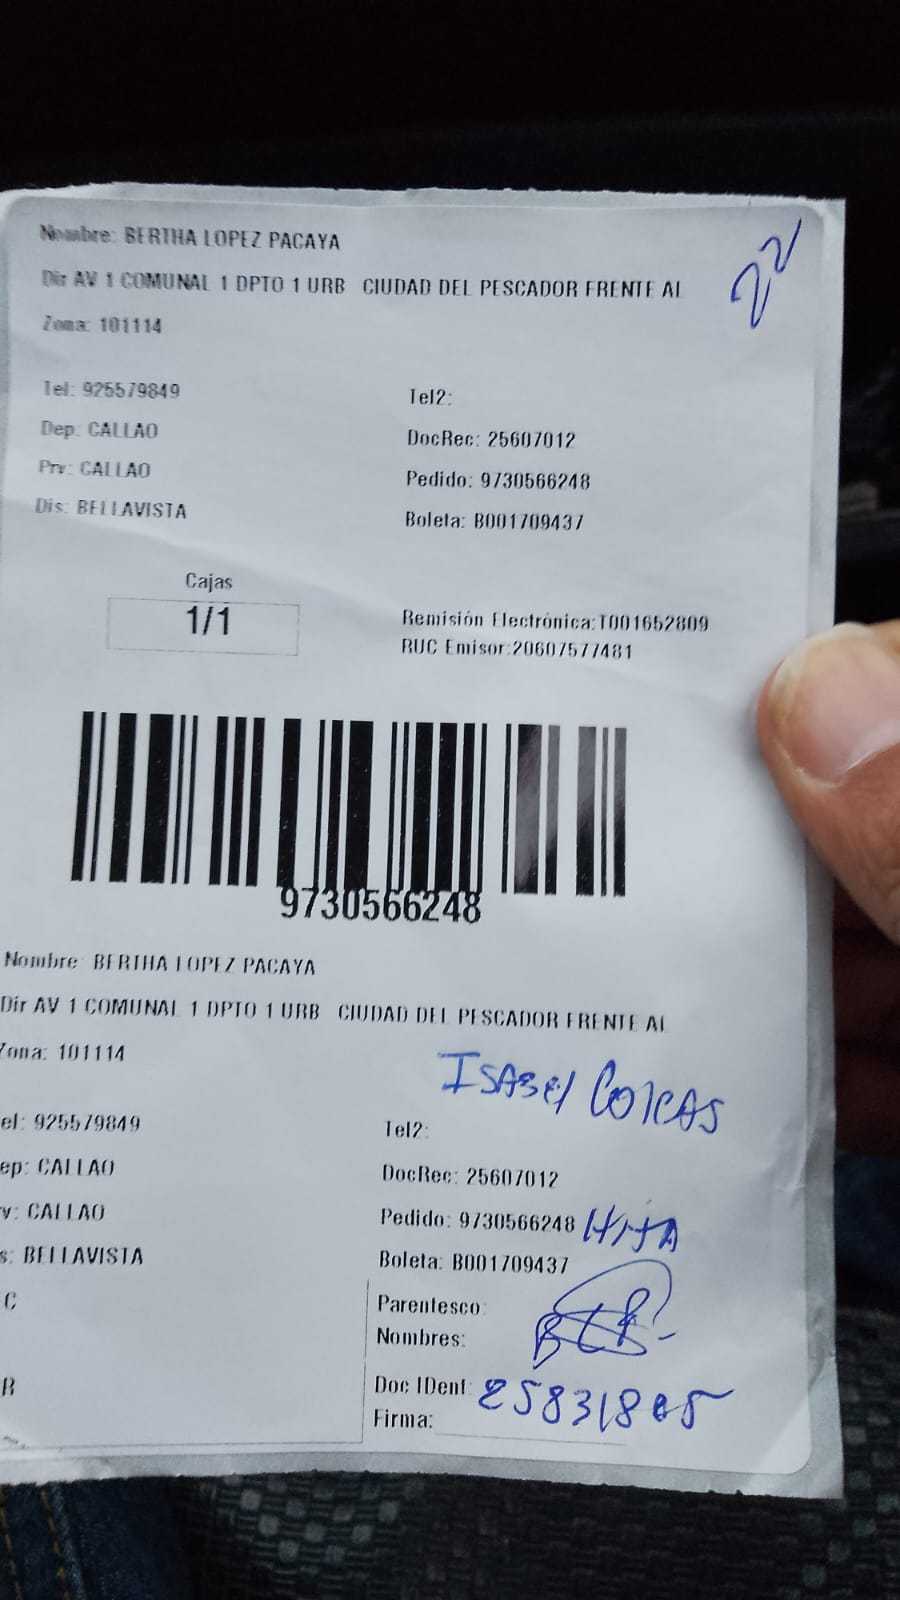 22
Nombre: BERTHA LOPEZ PACAYA
Dir AV 1 COMUNAL 1 DPTO 1 URB CIUDAD DEL PESCADOR FRENTE AL
Zona: 101114
Tel: 925579849
Tel2:
Dep: CALLAO
DocRec: 25607012
Prv: CALLAO
Pedido: 9730566248
Dis: BELLAVISTA
Boleta: B001709437
Cajas
1/1
Remisión Electrónica:T001652809
RUC Emisor:20607577481
9730566248
Nombre: BERTHA LOPEZ PACAYA
Dir AV 1 COMUNAL 1 DPTO 1 URB CIUDAD DEL PESCADOR FRENTE AL
Zona: 101114
ISABEl
el: 925579849
Tel2:
ep: CALLAO
DocRec: 25607012
v: CALLAO
Pedido: 9730566248 HIJA
s: BELLAVISTA
Boleta: B001709437
C
Parentesco:
Nombres:
B
Doc IDent:
Firma: